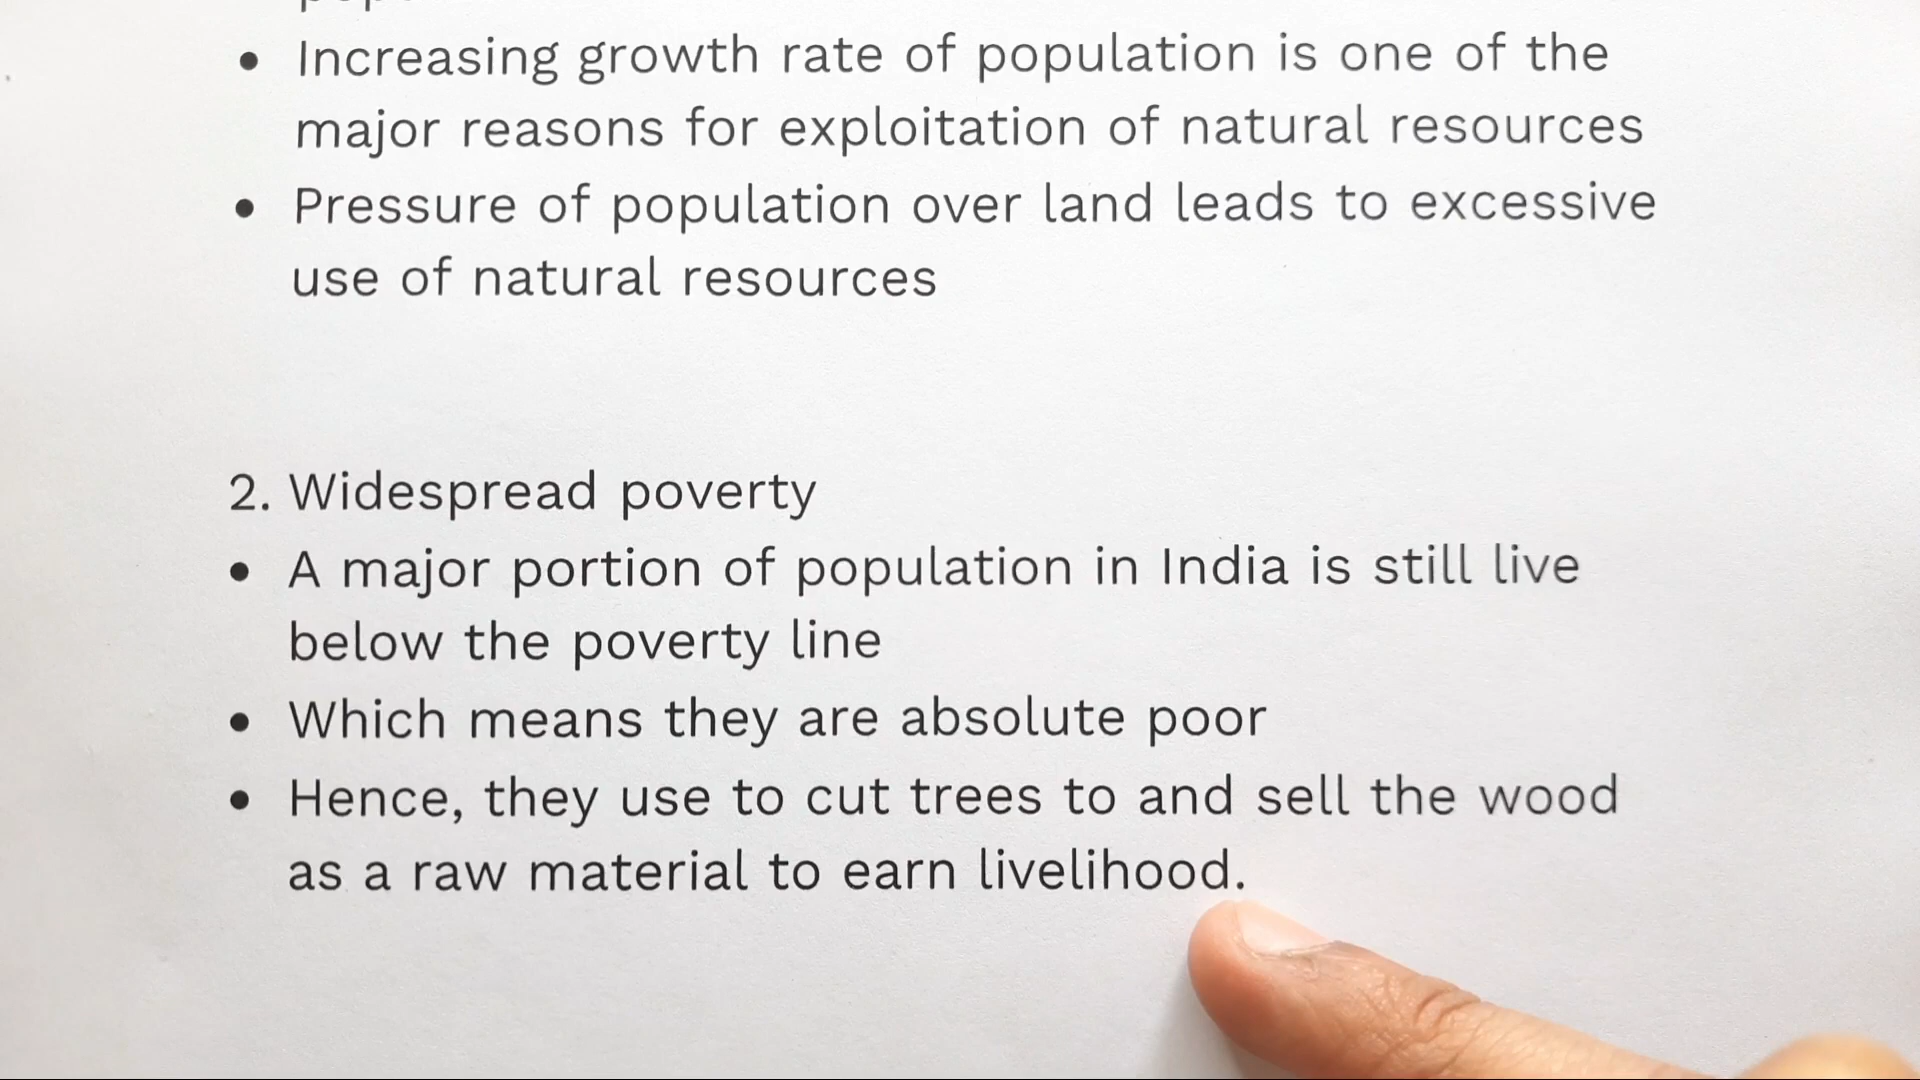 • Increasing growth rate of population is one of the
major reasons for exploitation of natural resources
• Pressure of population over land leads to excessive
use of natural resources
2. Widespread poverty
• A major portion of population in India is still live
below the poverty line
• Which means they are absolute poor
• Hence, they use to cut trees to and sell the wood
as a raw material to earn livelihood.